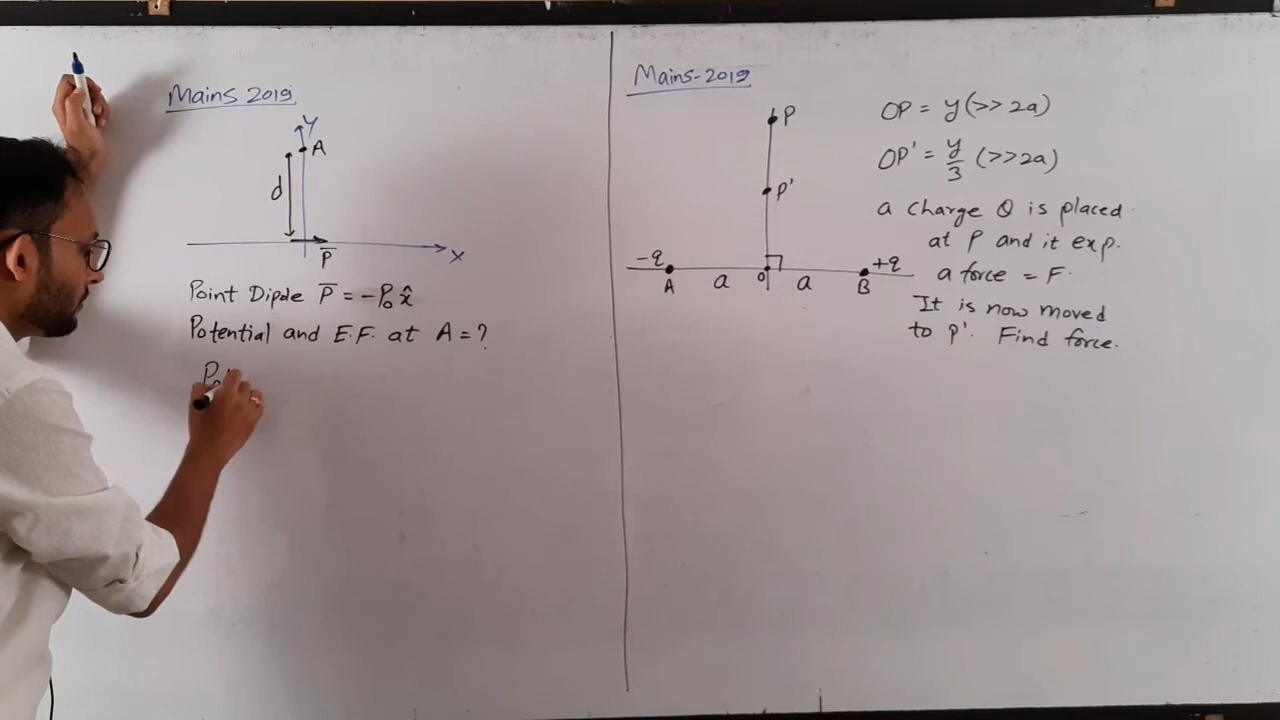 Mains 2019
Y
A
d
P̅
X
Point Dipole P̅ = -P₀x̂
Potential and E.F. at A = ?
P₀
Mains-2019
P
P'
-q
+q
A
a
O
a
B
OP = y(>>2a)
OP' = y/3 (>>2a)
a charge Q is placed
at P and it exp.
a force = F.
It is now moved
to P'. Find force.